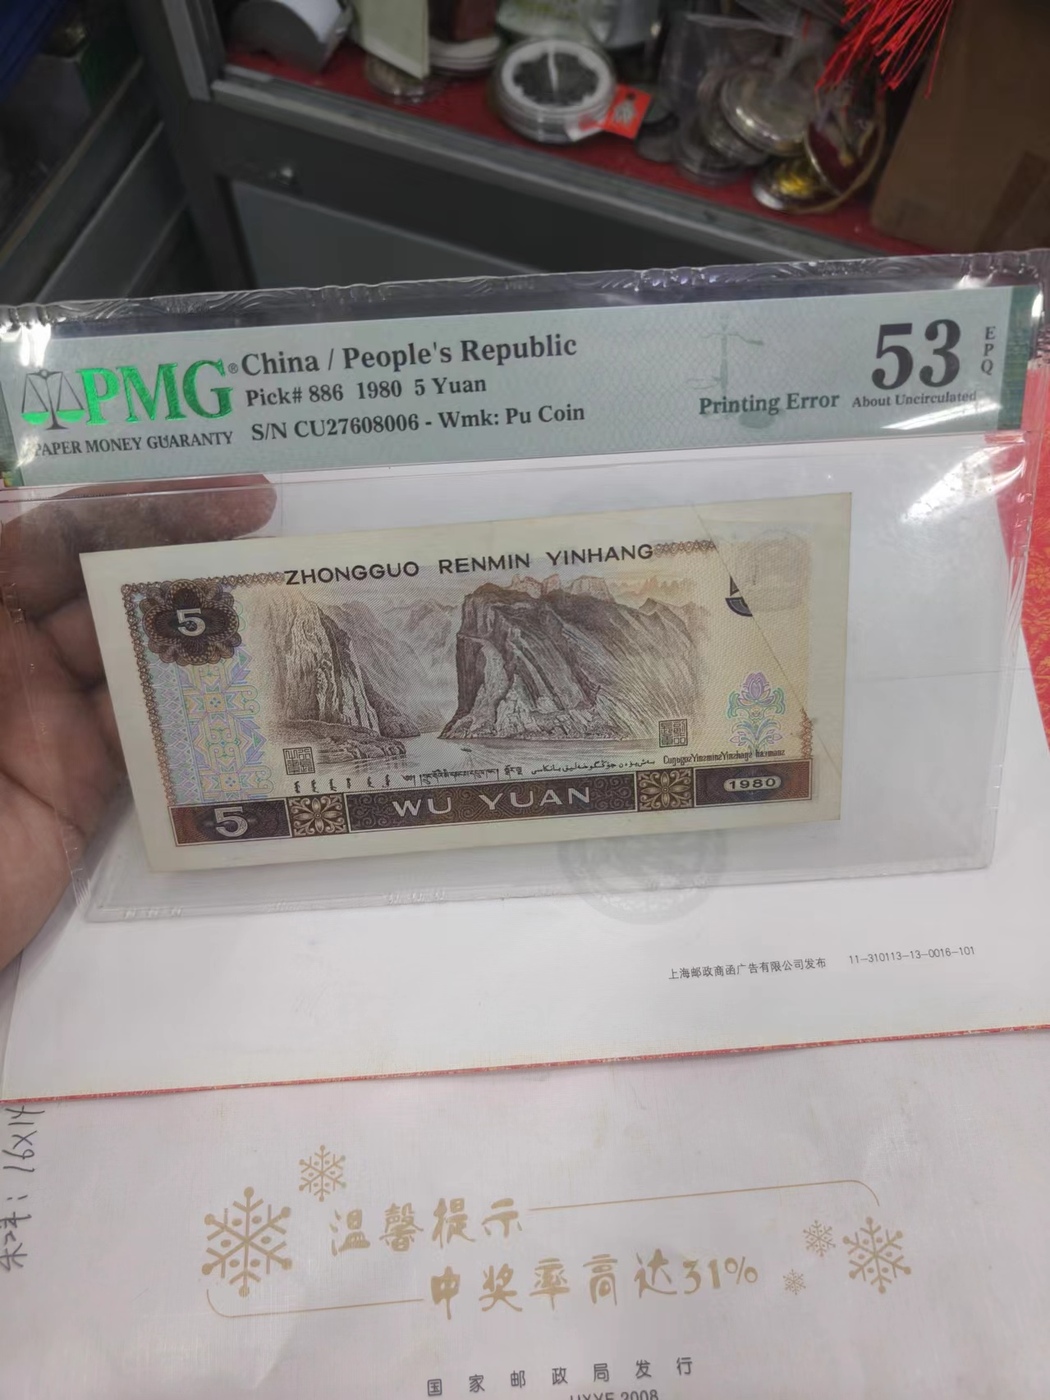 PMG®
PAPER MONEY GUARANTY
China / People's Republic
Pick# 886 1980 5 Yuan
S/N CU27608006 - Wmk: Pu Coin
Printing Error
53
EPQ
About Uncirculated
ZHONGGUO RENMIN YINHANG
5
5
WU YUAN
1980
上海邮政商函广告有限公司发布 11-310113-13-0016-101
16X14
温馨提示
中奖率高达31%
国家邮政局发行
HXYF 2008